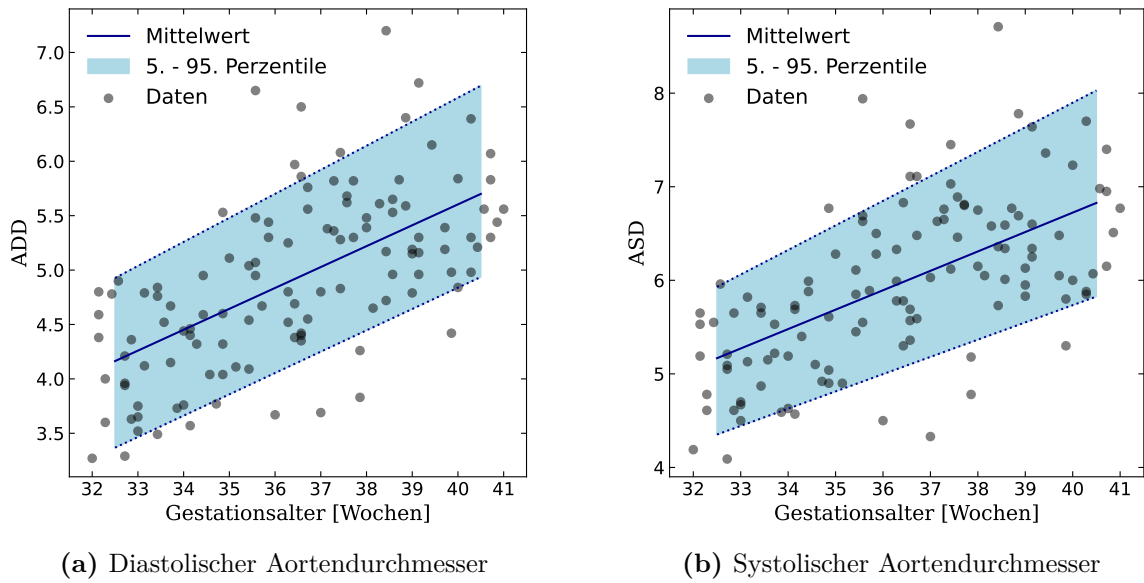 Mittelwert
5. - 95. Perzentile
Daten
7.0
6.5
6.0
5.5
5.0
4.5
4.0
3.5
ADD
32 33 34 35 36 37 38 39 40 41
Gestationsalter [Wochen]
(a) Diastolischer Aortendurchmesser
Mittelwert
5. - 95. Perzentile
Daten
8
7
6
5
4
ASD
32 33 34 35 36 37 38 39 40 41
Gestationsalter [Wochen]
(b) Systolischer Aortendurchmesser